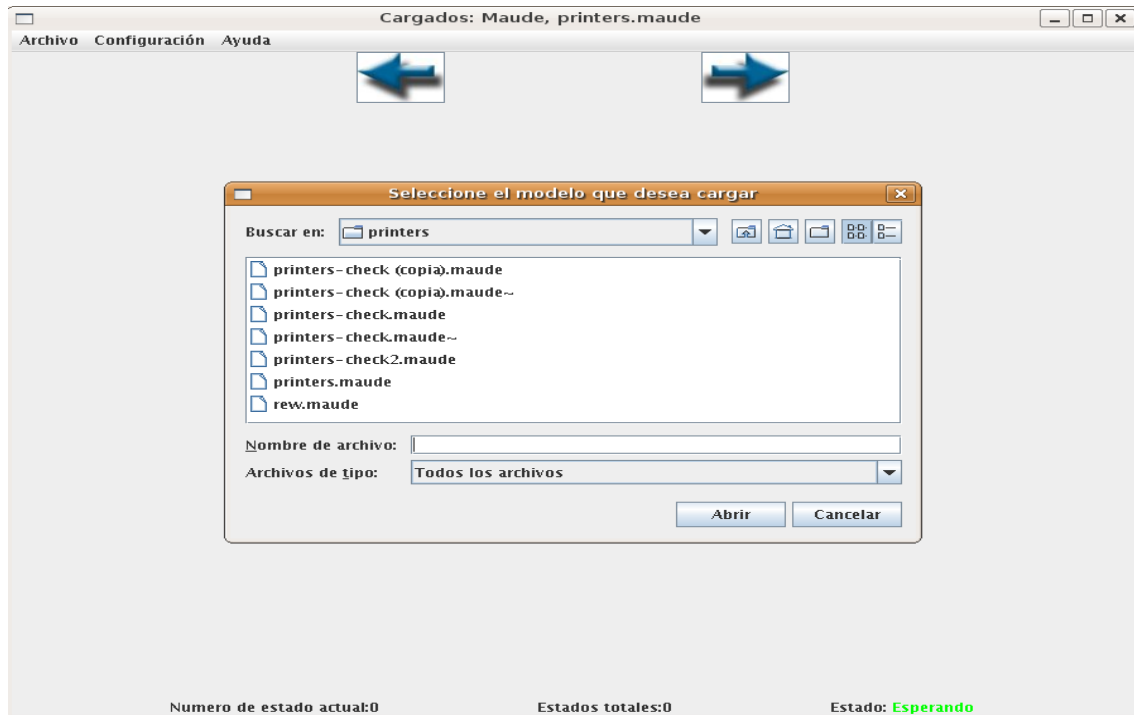 Cargados: Maude, printers.maude
Archivo Configuración Ayuda
Seleccione el modelo que desea cargar
Buscar en: printers
printers-check (copia).maude
printers-check (copia).maude~
printers-check.maude
printers-check.maude~
printers-check2.maude
printers.maude
rew.maude
Nombre de archivo:
Archivos de tipo: Todos los archivos
Abrir Cancelar
Numero de estado actual:0 Estados totales:0 Estado: Esperando